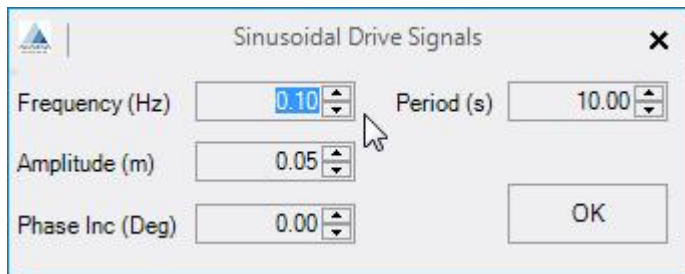 Sinusoidal Drive Signals
Frequency (Hz) 0.10 Period (s) 10.00
Amplitude (m) 0.05
Phase Inc (Deg) 0.00
OK